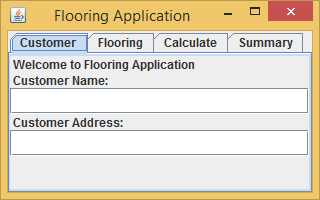 Flooring Application
Customer Flooring Calculate Summary
Welcome to Flooring Application
Customer Name:
Customer Address: